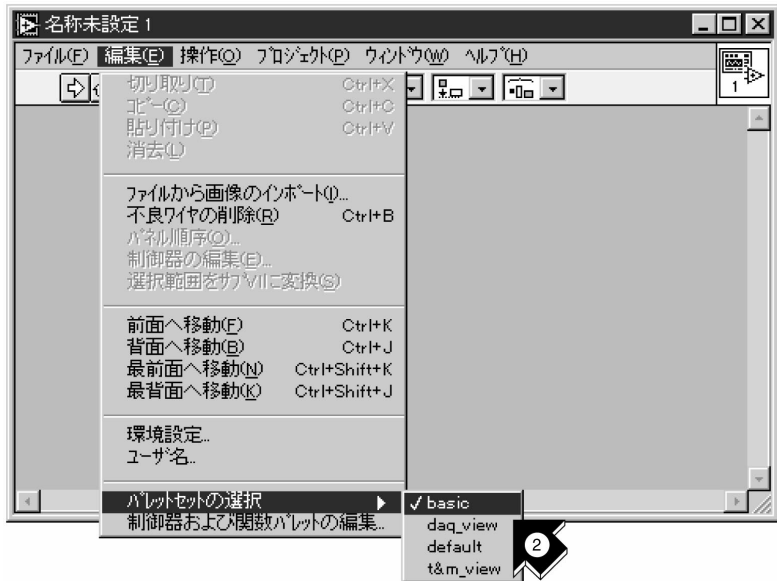 名称未設定 1
ファイル(F) 編集(E) 操作(O) プロジェクト(P) ウィンドウ(W) ヘルプ(H)
1
切り取り(T) Ctrl+X
コピー(C) Ctrl+C
貼り付け(P) Ctrl+V
消去(L)
ファイルから画像のインポート(I)...
不良ワイヤの削除(R) Ctrl+B
パネル順序(O)...
制御器の編集(E)...
選択範囲をサブVIに変換(S)
前面へ移動(F) Ctrl+K
背面へ移動(B) Ctrl+J
最前面へ移動(N) Ctrl+Shift+K
最背面へ移動(K) Ctrl+Shift+J
環境設定...
ユーザ名...
パレットセットの選択
制御器および関数パレットの編集...
✓ basic
daq_view
default
t&m_view
2